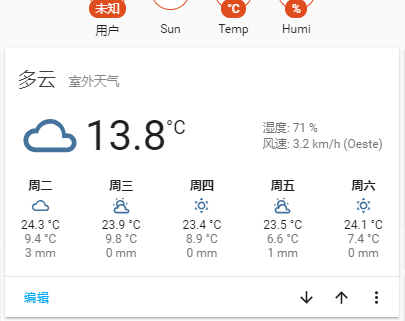 未知 °C %
用户 Sun Temp Humi
多云 室外天气
13.8°C
湿度: 71 %
风速: 3.2 km/h (Oeste)
周二 周三 周四 周五 周六
24.3 °C 23.9 °C 23.4 °C 23.5 °C 24.1 °C
9.4 °C 9.8 °C 8.9 °C 6.6 °C 7.4 °C
3 mm 0 mm 0 mm 1 mm 0 mm
编辑